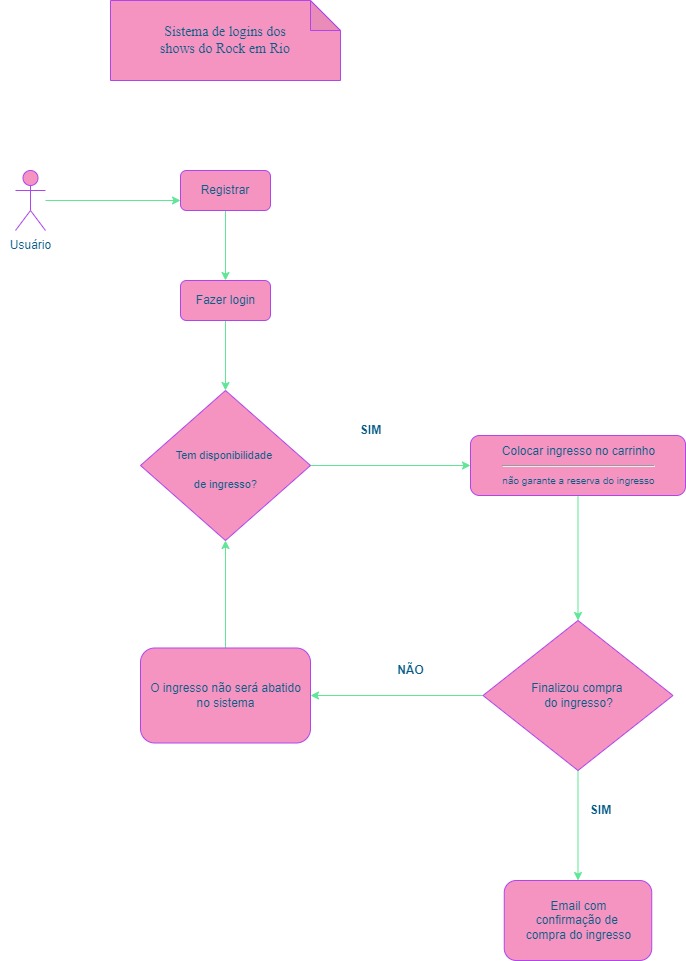 Sistema de logins dos
shows do Rock em Rio
Registrar
Usuário
Fazer login
SIM
Tem disponibilidade
de ingresso?
Colocar ingresso no carrinho
não garante a reserva do ingresso
NÃO
O ingresso não será abatido
no sistema
Finalizou compra
do ingresso?
SIM
Email com
confirmação de
compra do ingresso